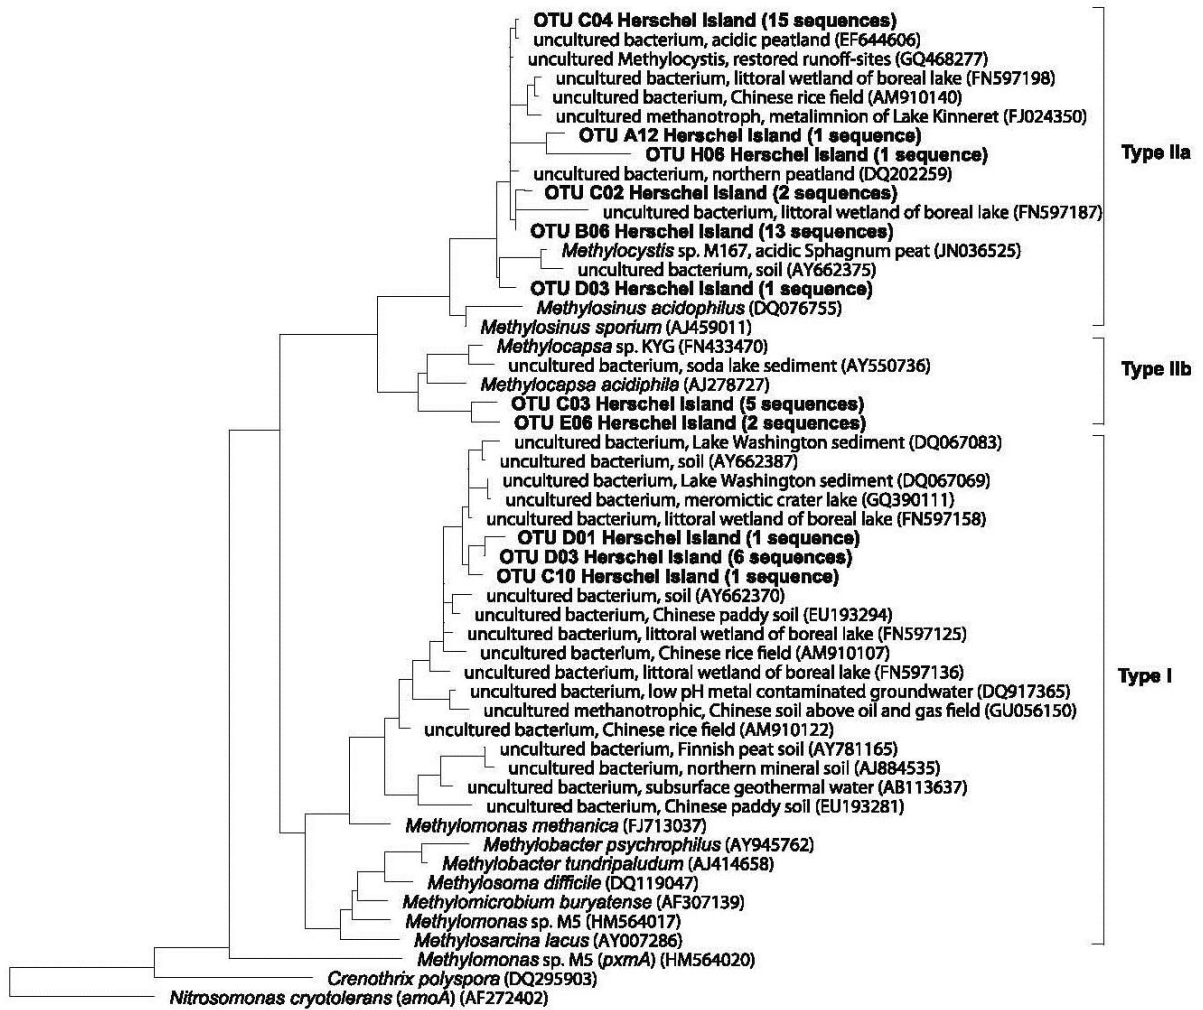 OTU C04 Herschel Island (15 sequences)
uncultured bacterium, acidic peatland (EF644606)
uncultured Methylocystis, restored runoff-sites (GQ468277)
uncultured bacterium, littoral wetland of boreal lake (FN597198)
uncultured bacterium, Chinese rice field (AM910140)
uncultured methanotroph, metalimnion of Lake Kinneret (FJ024350)
OTU A12 Herschel Island (1 sequence)
Type IIa
OTU H06 Herschel Island (1 sequence)
uncultured bacterium, northern peatland (DQ202259)
OTU C02 Herschel Island (2 sequences)
uncultured bacterium, littoral wetland of boreal lake (FN597187)
OTU B06 Herschel Island (13 sequences)
Methylocystis sp. M167, acidic Sphagnum peat (JN036525)
uncultured bacterium, soil (AY662375)
OTU D03 Herschel Island (1 sequence)
Methylosinus acidophilus (DQ076755)
Methylosinus sporium (AJ459011)
Methylocapsa sp. KYG (FN433470)
uncultured bacterium, soda lake sediment (AY550736)
Type IIb
Methylocapsa acidiphila (AJ278727)
OTU C03 Herschel Island (5 sequences)
OTU E06 Herschel Island (2 sequences)
uncultured bacterium, Lake Washington sediment (DQ067083)
uncultured bacterium, soil (AY662387)
uncultured bacterium, Lake Washington sediment (DQ067069)
uncultured bacterium, meromictic crater lake (GQ390111)
uncultured bacterium, littoral wetland of boreal lake (FN597158)
OTU D01 Herschel Island (1 sequence)
OTU D03 Herschel Island (6 sequences)
OTU C10 Herschel Island (1 sequence)
uncultured bacterium, soil (AY662370)
uncultured bacterium, Chinese paddy soil (EU193294)
uncultured bacterium, littoral wetland of boreal lake (FN597125)
uncultured bacterium, Chinese rice field (AM910107)
uncultured bacterium, littoral wetland of boreal lake (FN597136)
Type I
uncultured bacterium, low pH metal contaminated groundwater (DQ917365)
uncultured methanotrophic, Chinese soil above oil and gas field (GU056150)
uncultured bacterium, Chinese rice field (AM910122)
uncultured bacterium, Finnish peat soil (AY781165)
uncultured bacterium, northern mineral soil (AJ884535)
uncultured bacterium, subsurface geothermal water (AB113637)
uncultured bacterium, Chinese paddy soil (EU193281)
Methylomonas methanica (FJ713037)
Methylobacter psychrophilus (AY945762)
Methylobacter tundripaludum (AJ414658)
Methylosoma difficile (DQ119047)
Methylomicrobium buryatense (AF307139)
Methylomonas sp. M5 (HM564017)
Methylosarcina lacus (AY007286)
Methylomonas sp. M5 (pxmA) (HM564020)
Crenothrix polyspora (DQ295903)
Nitrosomonas cryotolerans (amoA) (AF272402)